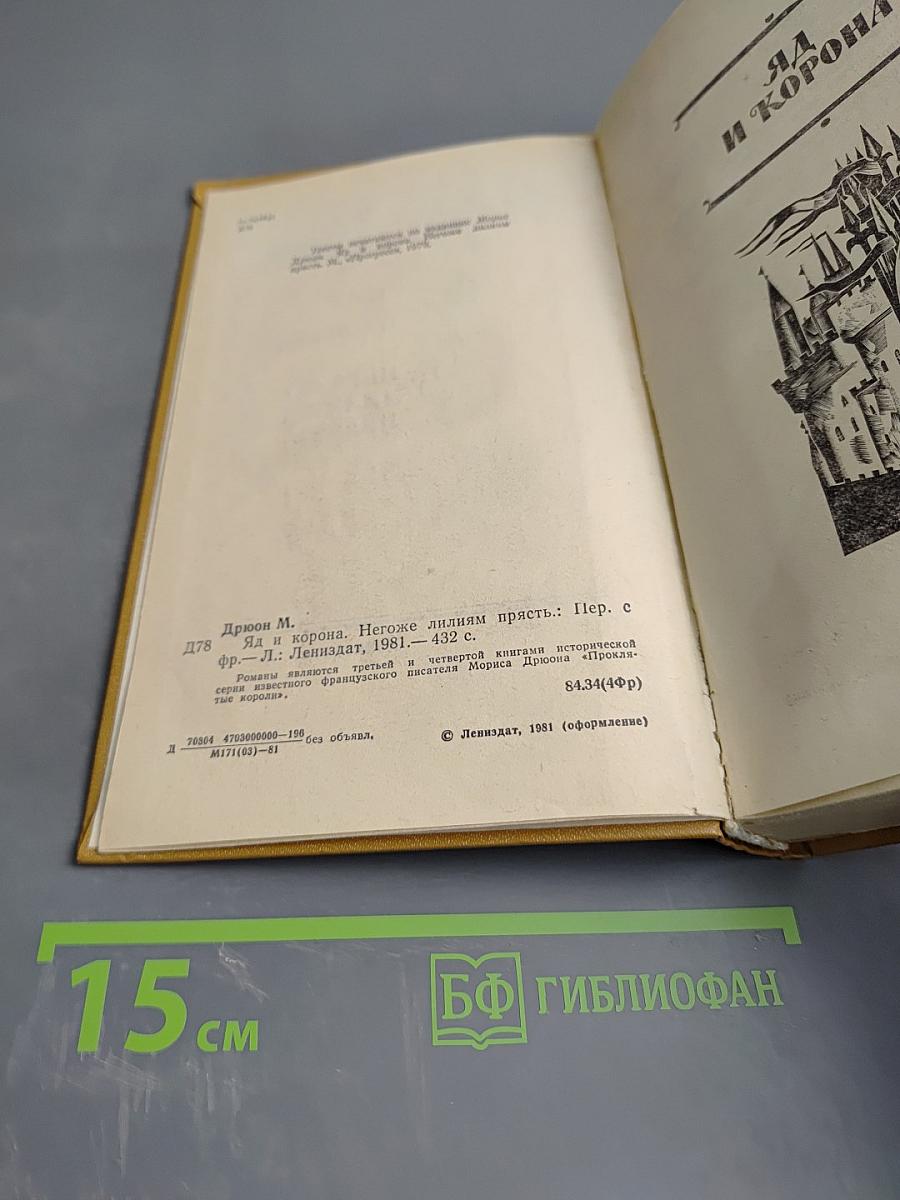 Дрюон М.
Д78 Яд и корона. Негоже лилиям прясть.: Пер. с
фр.— Л.: Лениздат, 1981.— 432 с.
Романы являются третьей и четвертой книгами исторической
серии известного французского писателя Мориса Дрюона «Прокля-
тые короли».
84.34(4Фр)
Д 70304 4703000000—196
М171(03)—81
без объявл.
© Лениздат, 1981 (оформление)
ЯД
И КОРОНА
15 см
БФ ГИБЛИОФАН